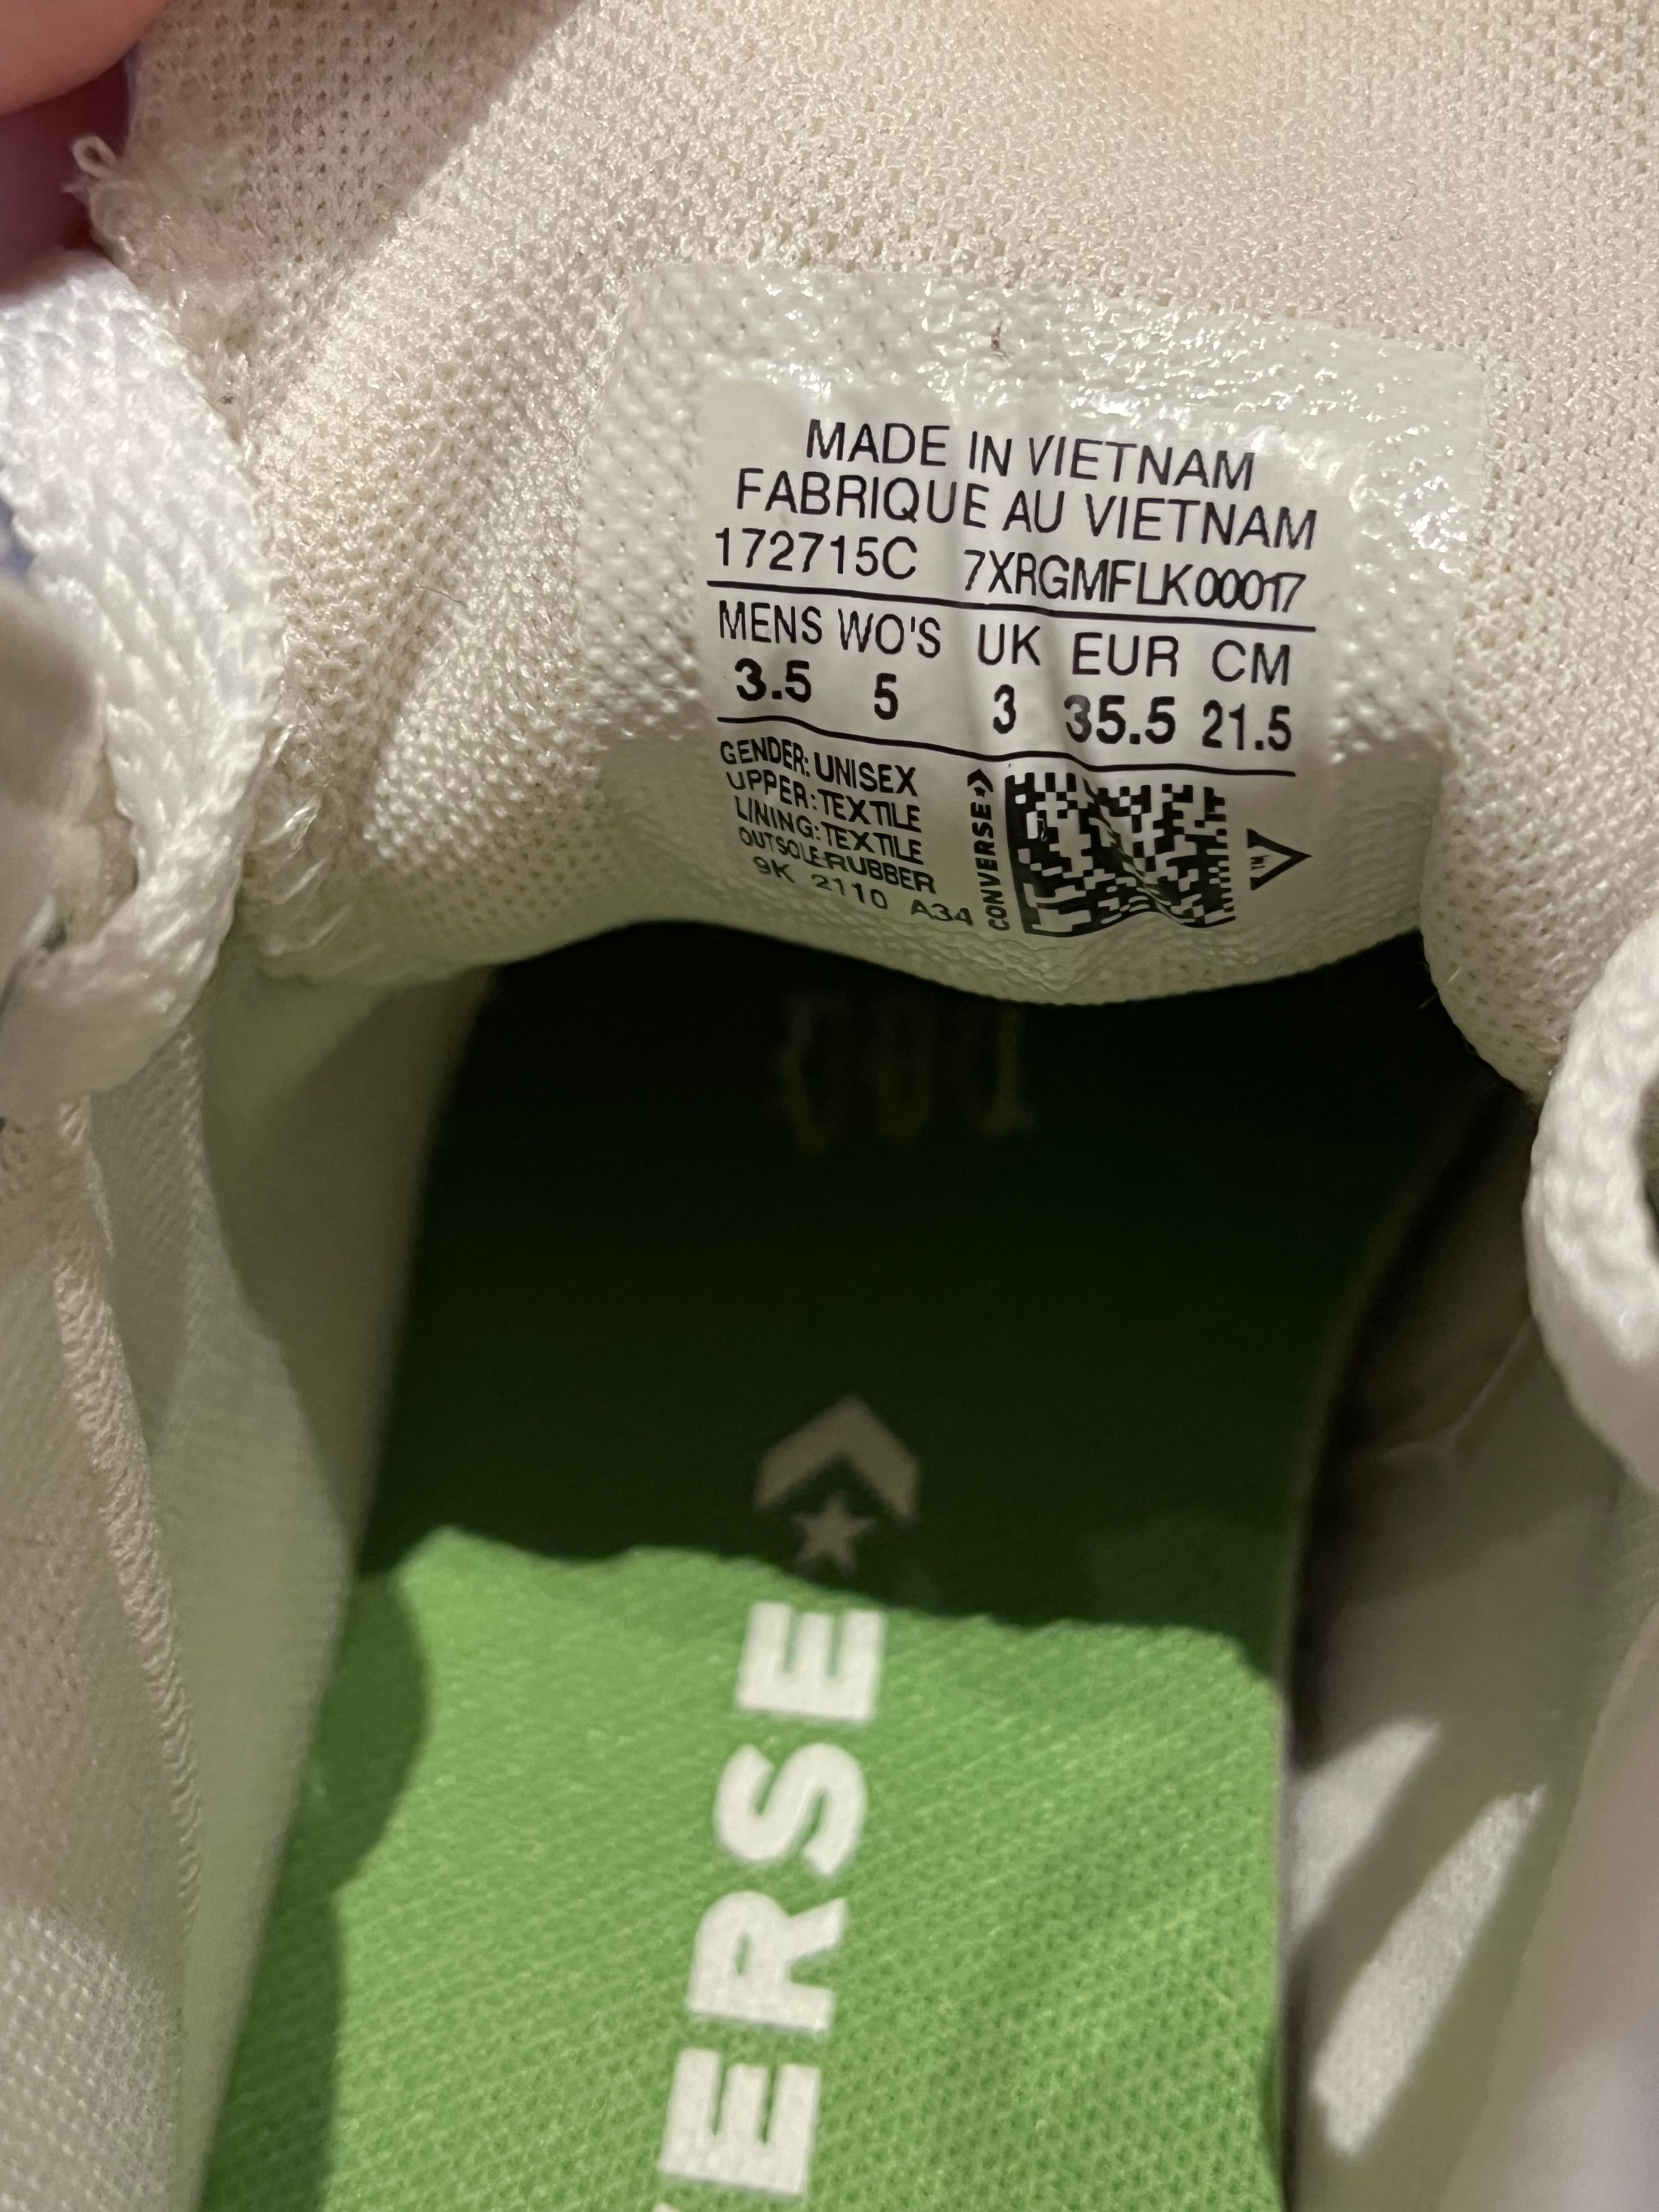 MADE IN VIETNAM
FABRIQUE AU VIETNAM
172715C 7XRGMFLK00017
MENS WO'S UK EUR CM
3.5 5 3 35.5 21.5
GENDER: UNISEX
UPPER: TEXTILE
LINING: TEXTILE
OUTSOLE:RUBBER
9K 2110 A34
CONVERSE
TM
ERSE